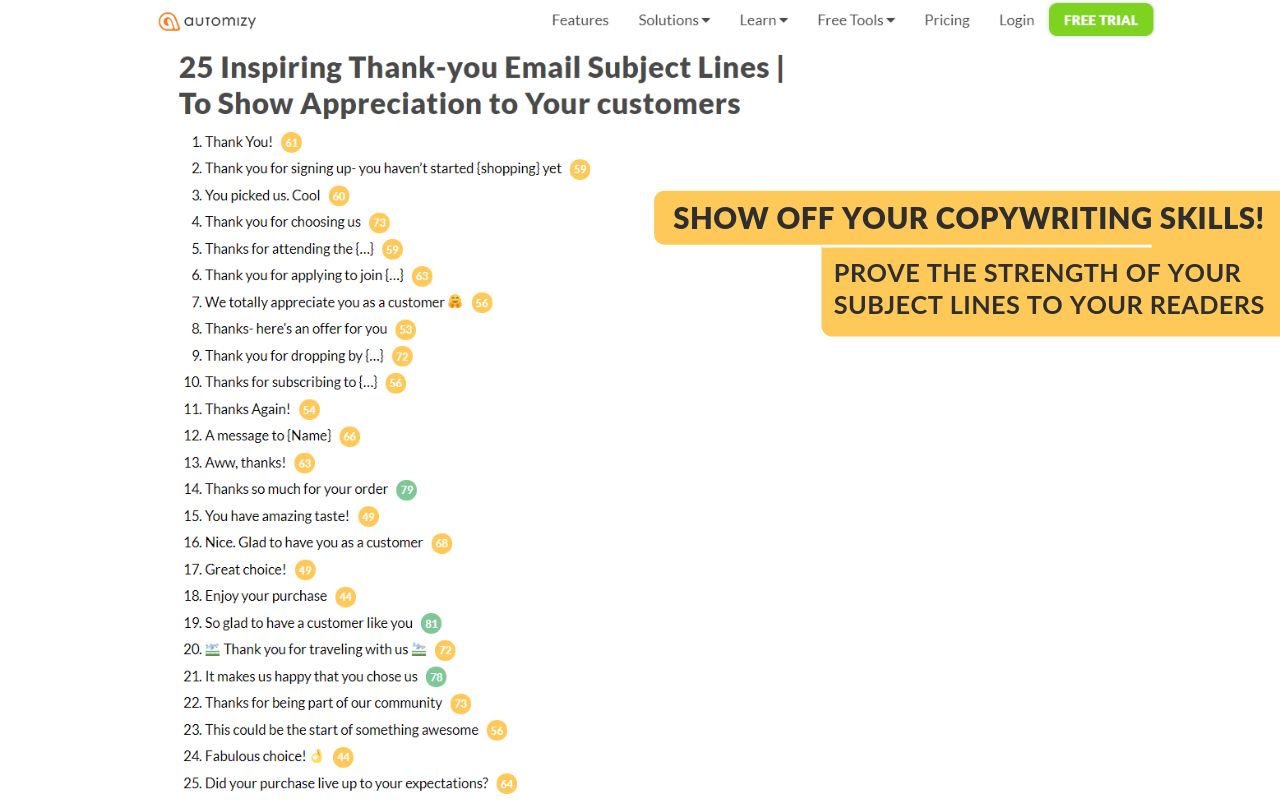 automizy
Features Solutions Learn Free Tools Pricing Login FREE TRIAL
25 Inspiring Thank-you Email Subject Lines |
To Show Appreciation to Your customers
1. Thank You! 61
2. Thank you for signing up- you haven’t started {shopping} yet 59
3. You picked us. Cool 60
4. Thank you for choosing us 73
5. Thanks for attending the {...} 59
6. Thank you for applying to join {...} 63
7. We totally appreciate you as a customer 🤗 56
8. Thanks- here’s an offer for you 53
9. Thank you for dropping by {...} 72
10. Thanks for subscribing to {...} 56
11. Thanks Again! 54
12. A message to {Name} 66
13. Aww, thanks! 63
14. Thanks so much for your order 79
15. You have amazing taste! 49
16. Nice. Glad to have you as a customer 68
17. Great choice! 49
18. Enjoy your purchase 44
19. So glad to have a customer like you 81
20. Thank you for traveling with us 72
21. It makes us happy that you chose us 78
22. Thanks for being part of our community 73
23. This could be the start of something awesome 56
24. Fabulous choice! 👌 44
25. Did your purchase live up to your expectations? 64
SHOW OFF YOUR COPYWRITING SKILLS!
PROVE THE STRENGTH OF YOUR
SUBJECT LINES TO YOUR READERS